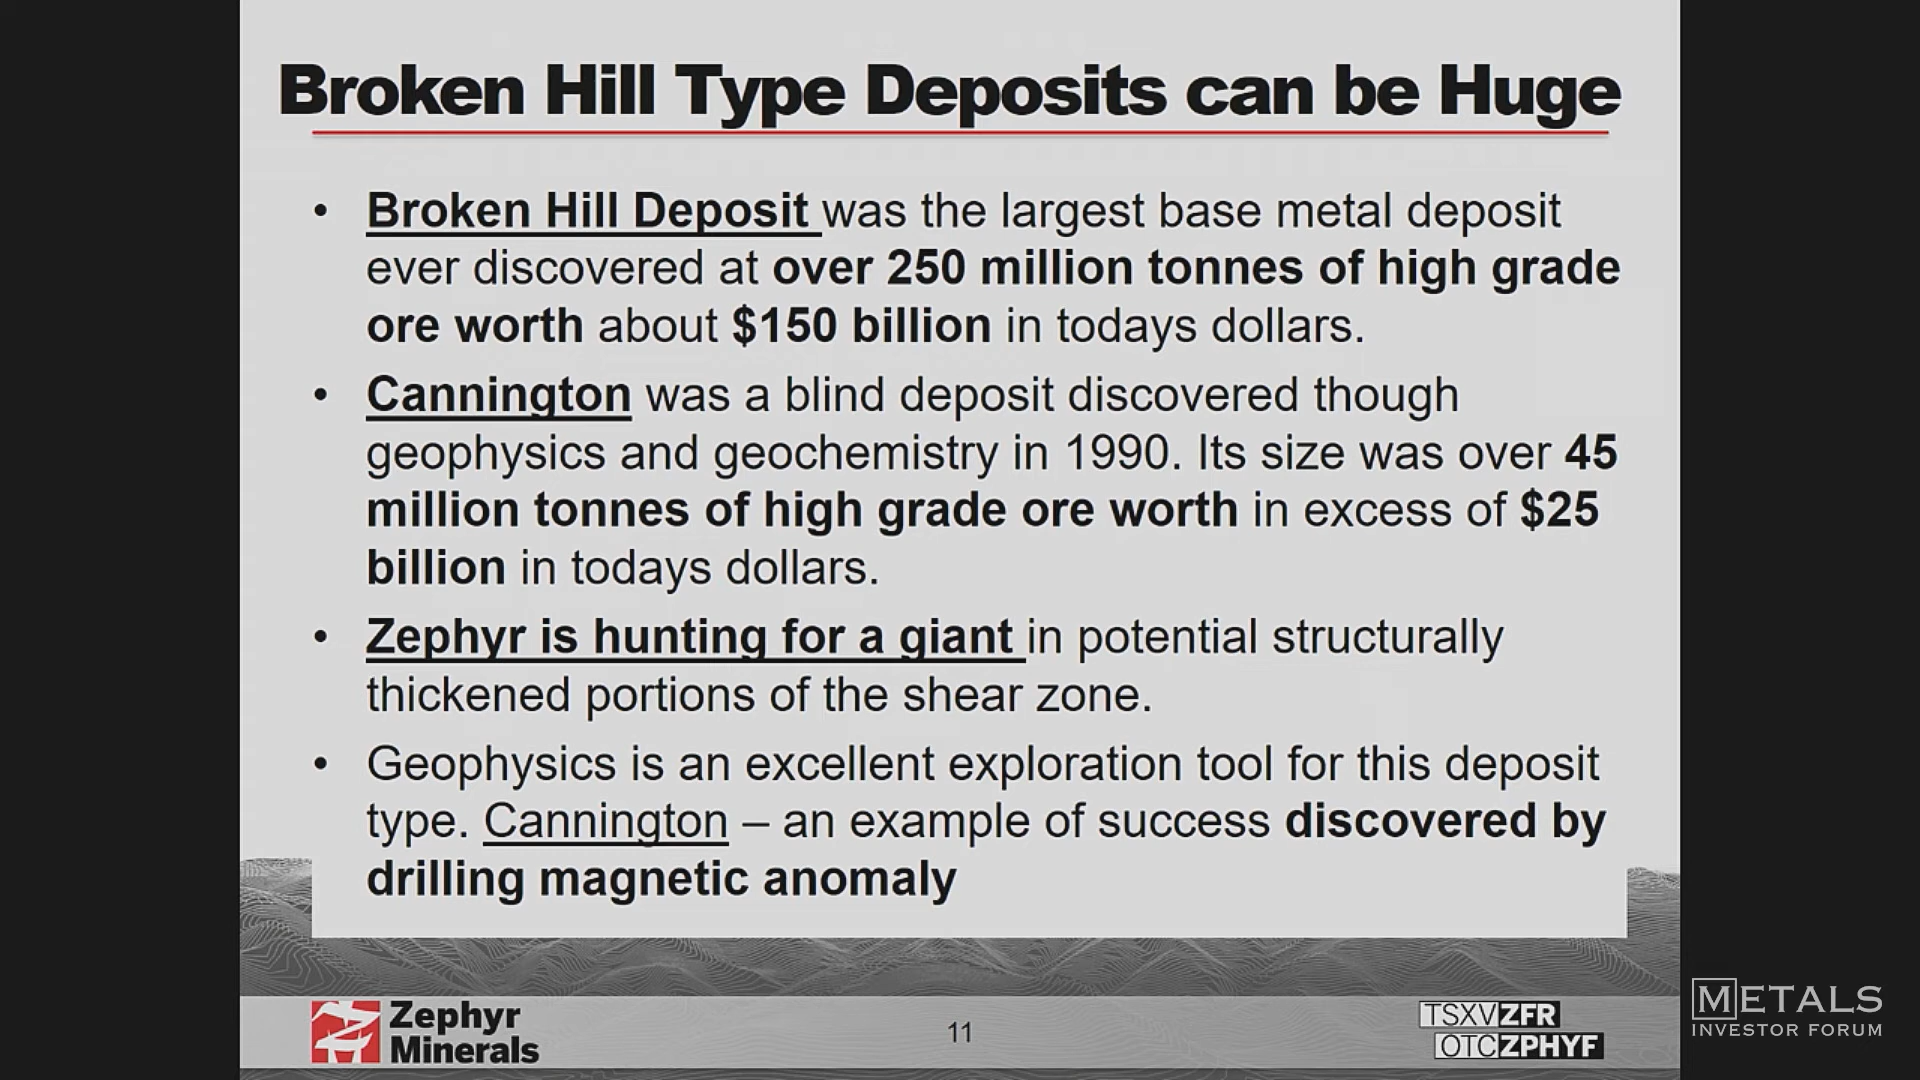 Broken Hill Type Deposits can be Huge
• Broken Hill Deposit was the largest base metal deposit
ever discovered at over 250 million tonnes of high grade
ore worth about $150 billion in todays dollars.
• Cannington was a blind deposit discovered though
geophysics and geochemistry in 1990. Its size was over 45
million tonnes of high grade ore worth in excess of $25
billion in todays dollars.
• Zephyr is hunting for a giant in potential structurally
thickened portions of the shear zone.
• Geophysics is an excellent exploration tool for this deposit
type. Cannington – an example of success discovered by
drilling magnetic anomaly
Zephyr
Minerals
11
TSXV ZFR
OTC ZPHYF
METALS
INVESTOR FORUM